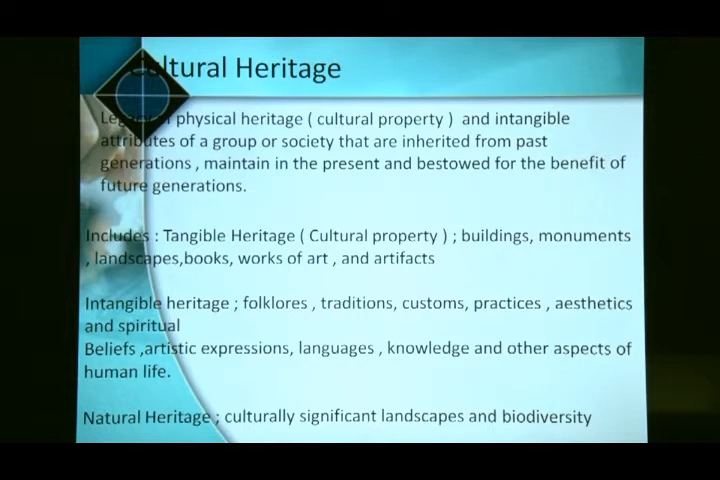 Cultural Heritage
Legacy of physical heritage ( cultural property )  and intangible
attributes of a group or society that are inherited from past
generations , maintain in the present and bestowed for the benefit of
future generations.
Includes : Tangible Heritage ( Cultural property ) ; buildings, monuments
, landscapes,books, works of art , and artifacts
Intangible heritage ; folklores , traditions, customs, practices , aesthetics
and spiritual
Beliefs ,artistic expressions, languages , knowledge and other aspects of
human life.
Natural Heritage ; culturally significant landscapes and biodiversity